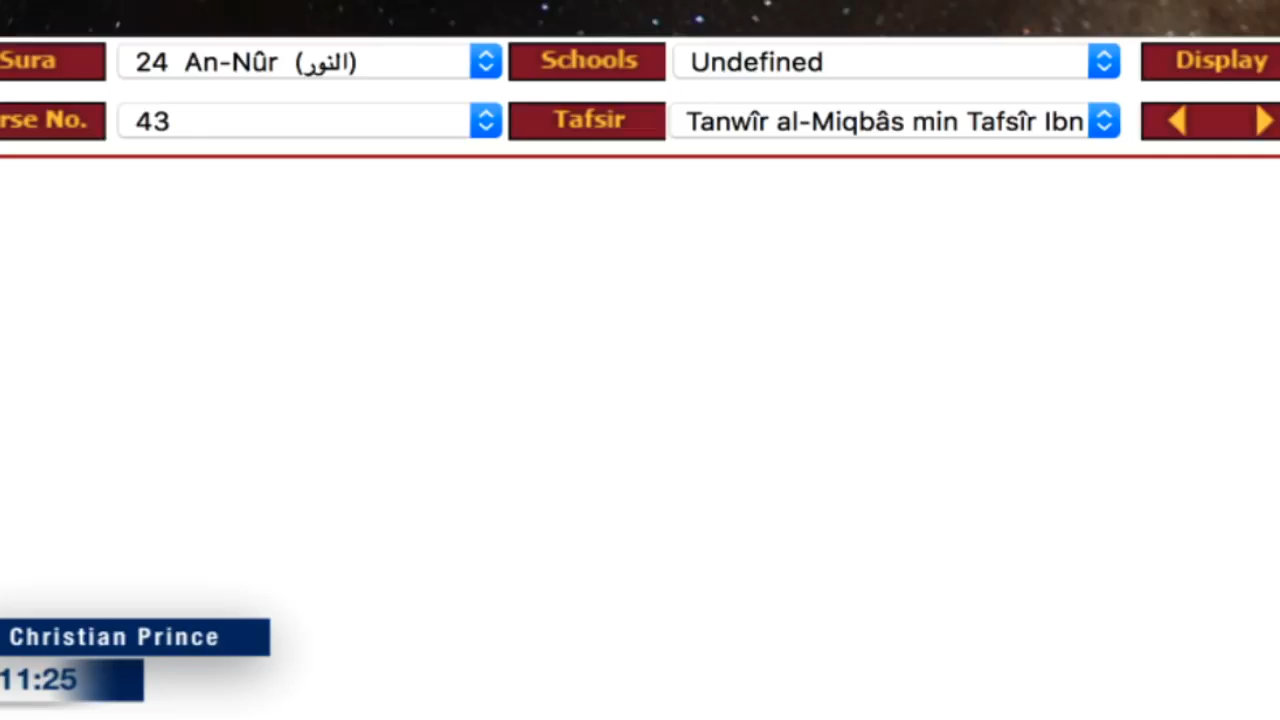 Sura 24 An-Nûr (النور) Schools Undefined Display
rse No. 43 Tafsir Tanwîr al-Miqbâs min Tafsîr Ibn
Christian Prince
11:25